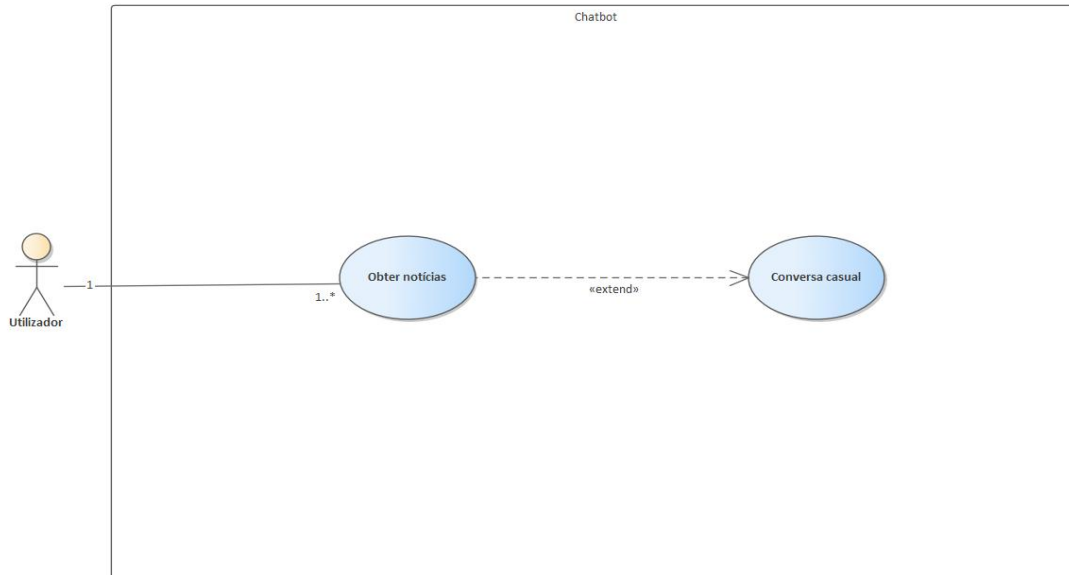 Chatbot
Utilizador
1
1..*
Obter notícias
«extend»
Conversa casual